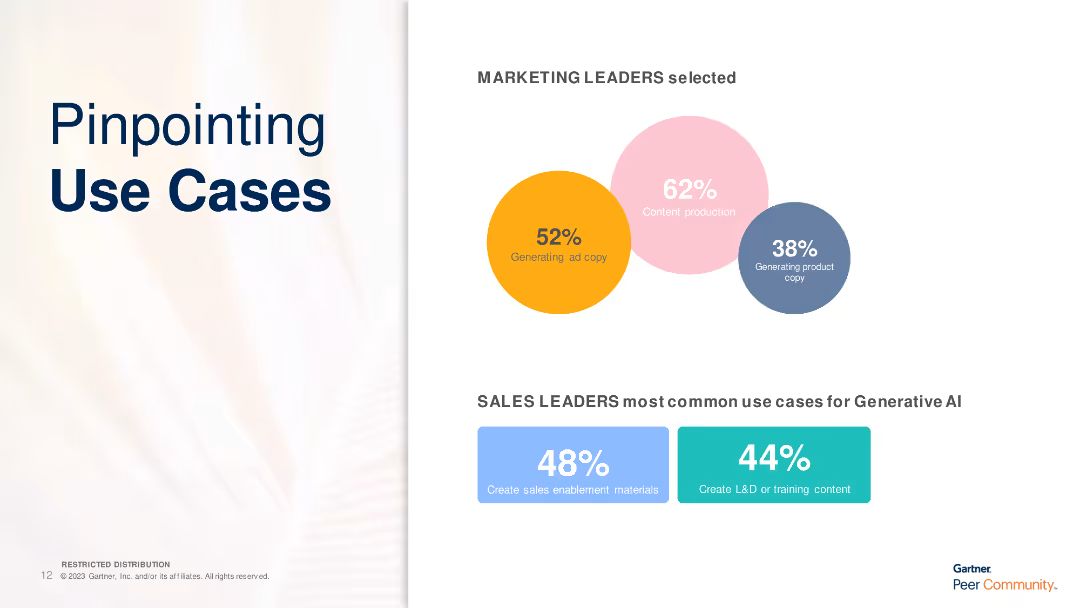 Pinpointing
Use Cases
MARKETING LEADERS selected
62%
Content production
52%
Generating ad copy
38%
Generating product
copy
SALES LEADERS most common use cases for Generative AI
48%
Create sales enablement materials
44%
Create L&D or training content
RESTRICTED DISTRIBUTION
12 © 2023 Gartner, Inc. and/or its affiliates. All rights reserved.
Gartner
Peer Community™